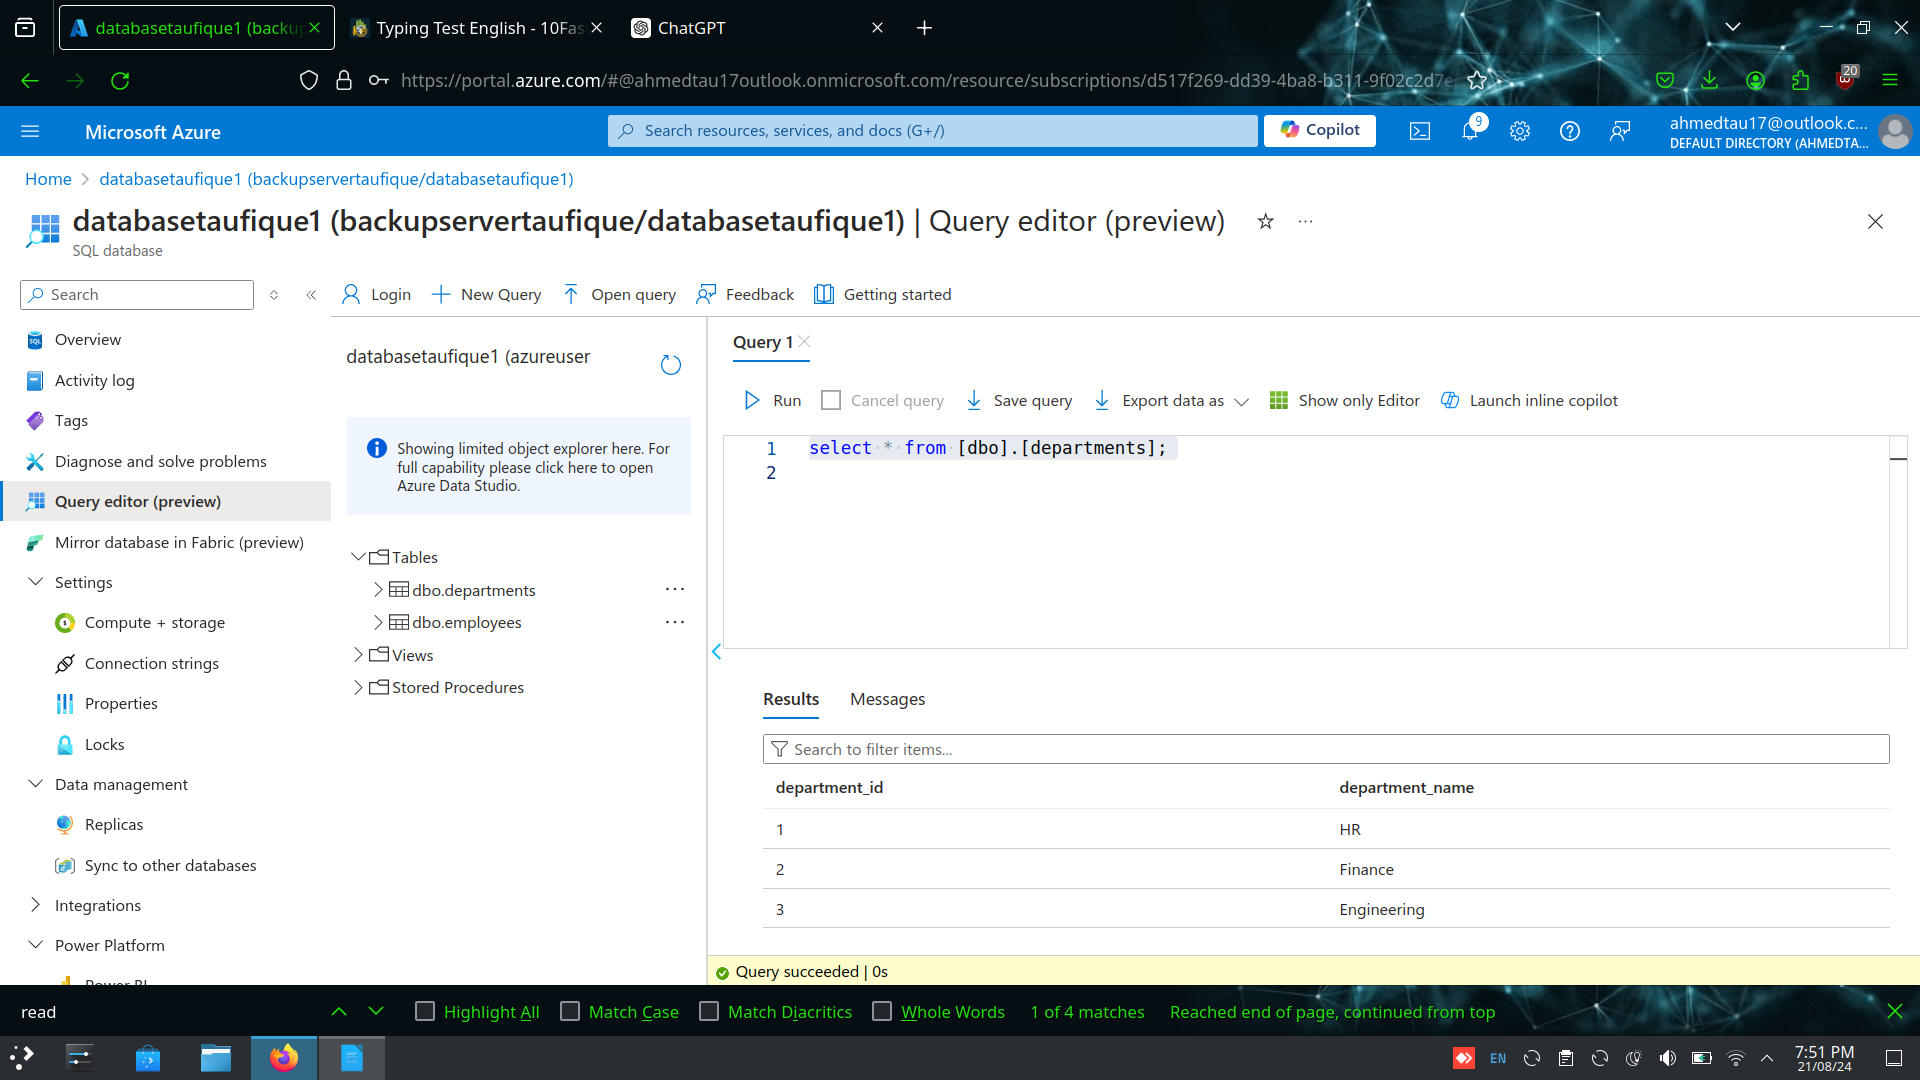 databasetaufique1 (backup
Typing Test English - 10Fas
ChatGPT
https://portal.azure.com/#@ahmedtau17outlook.onmicrosoft.com/resource/subscriptions/d517f269-dd39-4ba8-b311-9f02c2d7e
20
Microsoft Azure
Search resources, services, and docs (G+/)
Copilot
9
ahmedtau17@outlook.c...
DEFAULT DIRECTORY (AHMEDTA...
Home > databasetaufique1 (backupservertaufique/databasetaufique1)
databasetaufique1 (backupservertaufique/databasetaufique1) | Query editor (preview)
SQL database
Search
Login
New Query
Open query
Feedback
Getting started
Overview
Activity log
Tags
Diagnose and solve problems
Query editor (preview)
Mirror database in Fabric (preview)
Settings
Compute + storage
Connection strings
Properties
Locks
Data management
Replicas
Sync to other databases
Integrations
Power Platform
Power BI
databasetaufique1 (azureuser
Showing limited object explorer here. For
full capability please click here to open
Azure Data Studio.
Tables
dbo.departments
dbo.employees
Views
Stored Procedures
Query 1
Run
Cancel query
Save query
Export data as
Show only Editor
Launch inline copilot
1 select * from [dbo].[departments];
2
Results
Messages
Search to filter items...
department_id department_name
1 HR
2 Finance
3 Engineering
Query succeeded | 0s
read
Highlight All
Match Case
Match Diacritics
Whole Words
1 of 4 matches
Reached end of page, continued from top
EN
7:51 PM
21/08/24